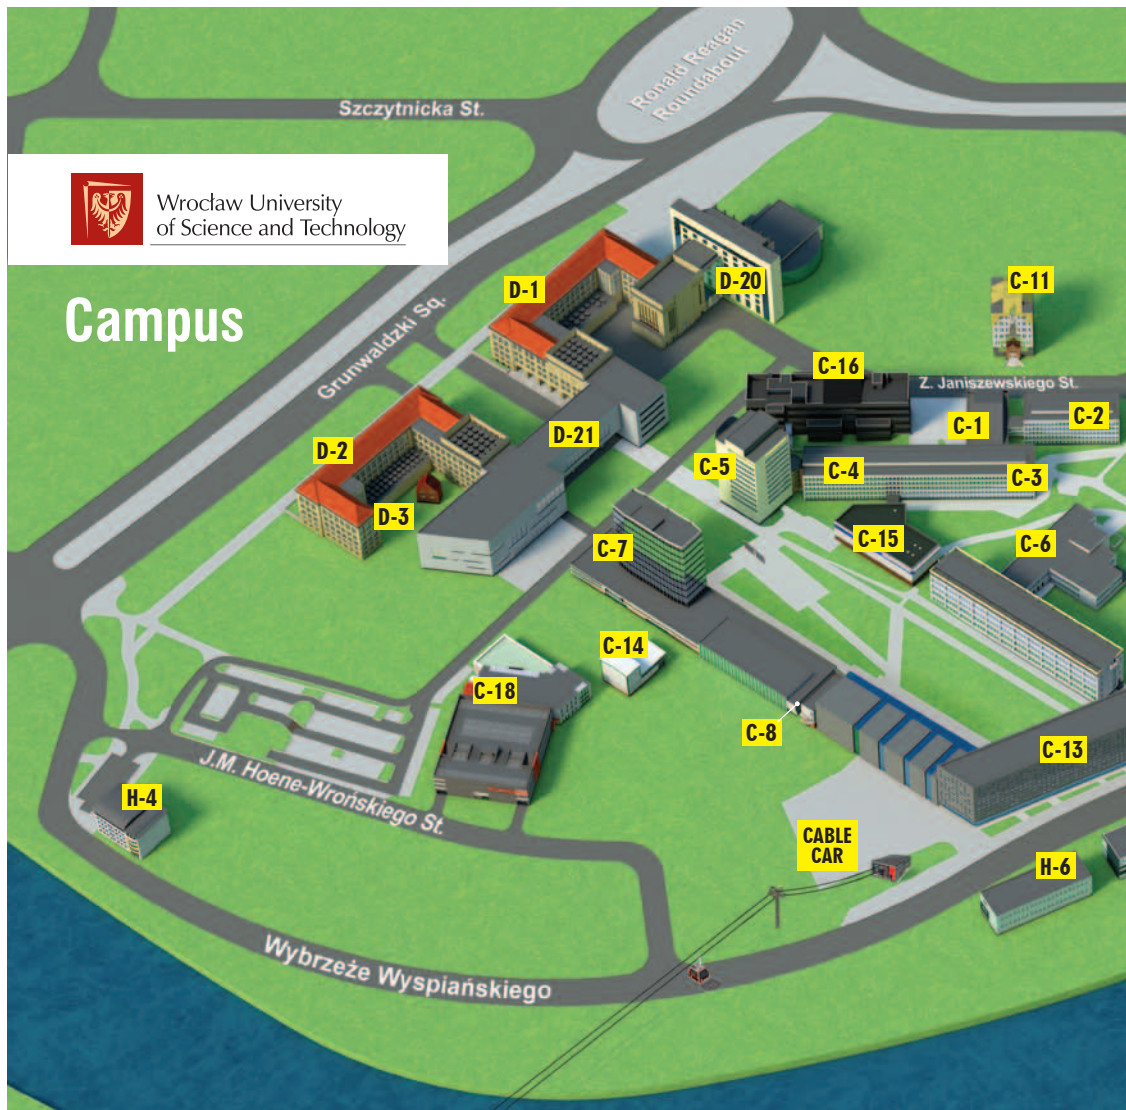 Ronald Reagan
Roundabout
Szczytnicka St.
Wrocław University
of Science and Technology
Campus
Grunwaldzki Sq.
D-1
D-20
C-11
C-16
Z. Janiszewskiego St.
C-1
C-2
D-2
D-21
C-5
C-4
C-3
D-3
C-7
C-15
C-6
C-14
C-18
C-8
C-13
J.M. Hoene-Wrońskiego St.
H-4
CABLE
CAR
H-6
Wybrzeże Wyspiańskiego